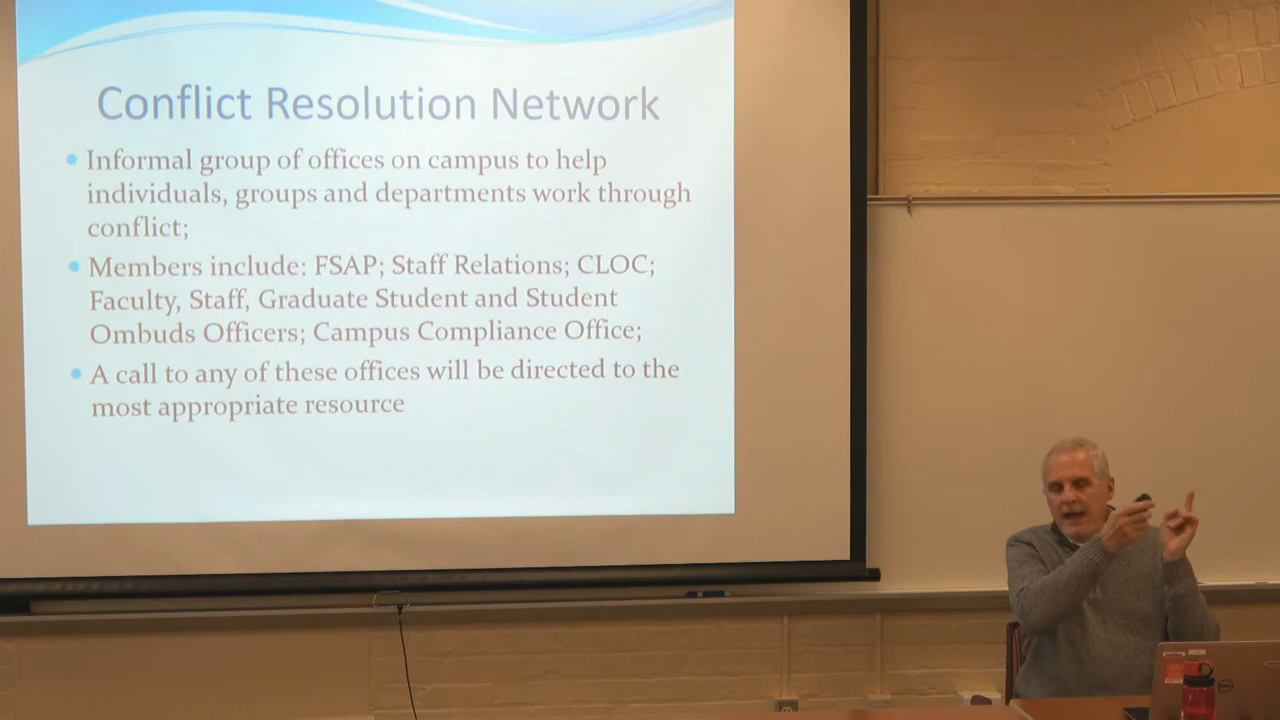 Conflict Resolution Network
Informal group of offices on campus to help
individuals, groups and departments work through
conflict;
Members include: FSAP; Staff Relations; CLOC;
Faculty, Staff, Graduate Student and Student
Ombuds Officers; Campus Compliance Office;
A call to any of these offices will be directed to the
most appropriate resource
DELL